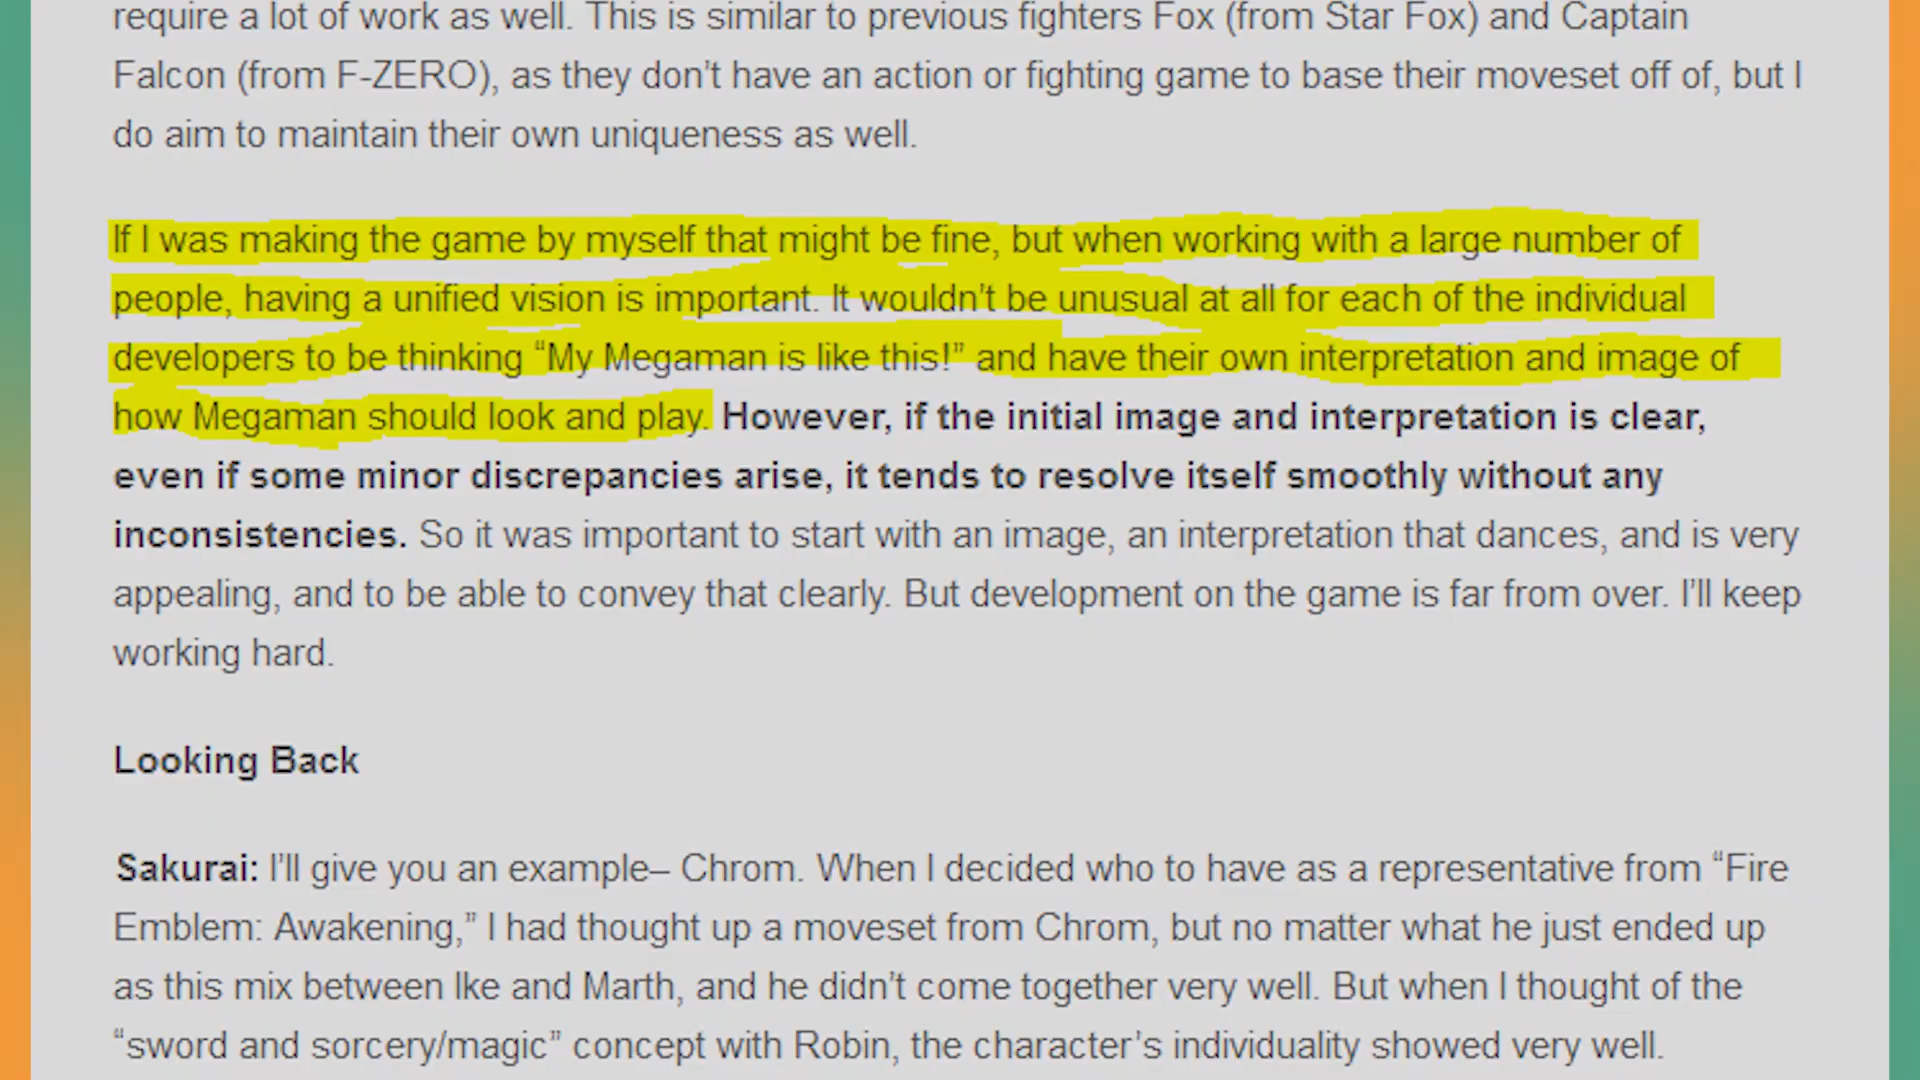 require a lot of work as well. This is similar to previous fighters Fox (from Star Fox) and Captain
Falcon (from F-ZERO), as they don’t have an action or fighting game to base their moveset off of, but I
do aim to maintain their own uniqueness as well.
If I was making the game by myself that might be fine, but when working with a large number of
people, having a unified vision is important. It wouldn’t be unusual at all for each of the individual
developers to be thinking “My Megaman is like this!” and have their own interpretation and image of
how Megaman should look and play. However, if the initial image and interpretation is clear,
even if some minor discrepancies arise, it tends to resolve itself smoothly without any
inconsistencies. So it was important to start with an image, an interpretation that dances, and is very
appealing, and to be able to convey that clearly. But development on the game is far from over. I’ll keep
working hard.
Looking Back
Sakurai: I’ll give you an example– Chrom. When I decided who to have as a representative from “Fire
Emblem: Awakening,” I had thought up a moveset from Chrom, but no matter what he just ended up
as this mix between Ike and Marth, and he didn’t come together very well. But when I thought of the
“sword and sorcery/magic” concept with Robin, the character’s individuality showed very well.